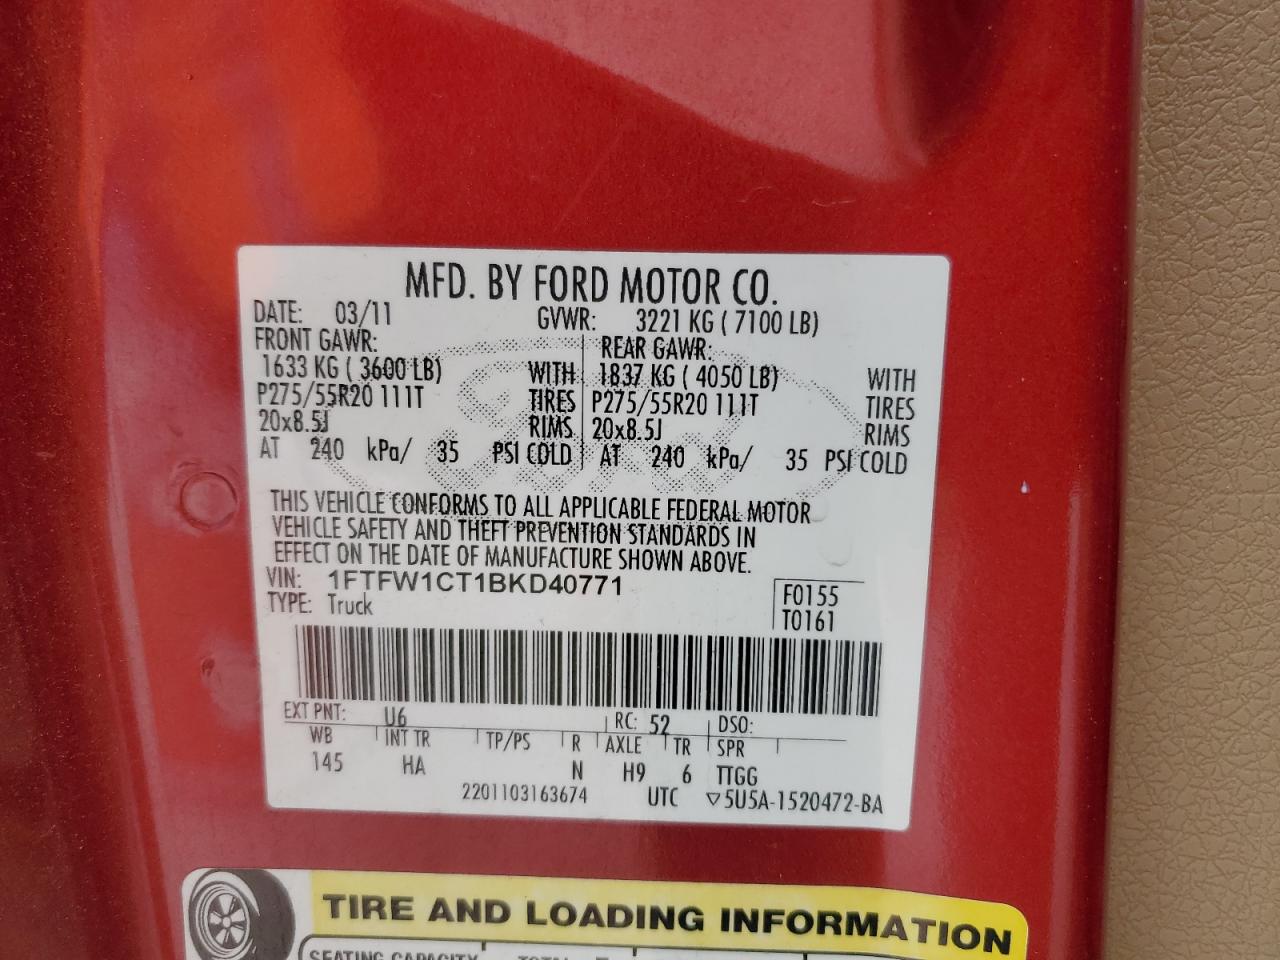 MFD. BY FORD MOTOR CO.
DATE: 03/11 GVWR: 3221 KG ( 7100 LB)
FRONT GAWR: REAR GAWR:
1633 KG ( 3600 LB) WITH 1837 KG ( 4050 LB) WITH
P275/55R20 111T TIRES P275/55R20 111T TIRES
20x8.5J RIMS 20x8.5J RIMS
AT 240 kPa/ 35 PSI COLD AT 240 kPa/ 35 PSI COLD
THIS VEHICLE CONFORMS TO ALL APPLICABLE FEDERAL MOTOR
VEHICLE SAFETY AND THEFT PREVENTION STANDARDS IN
EFFECT ON THE DATE OF MANUFACTURE SHOWN ABOVE.
VIN: 1FTFW1CT1BKD40771 F0155
TYPE: Truck T0161
EXT PNT: U6 RC: 52 DSO:
WB INT TR TP/PS R AXLE TR SPR
145 HA N H9 6 TTGG
2201103163674 UTC ▽5U5A-1520472-BA
TIRE AND LOADING INFORMATION
SEATING CAPACITY